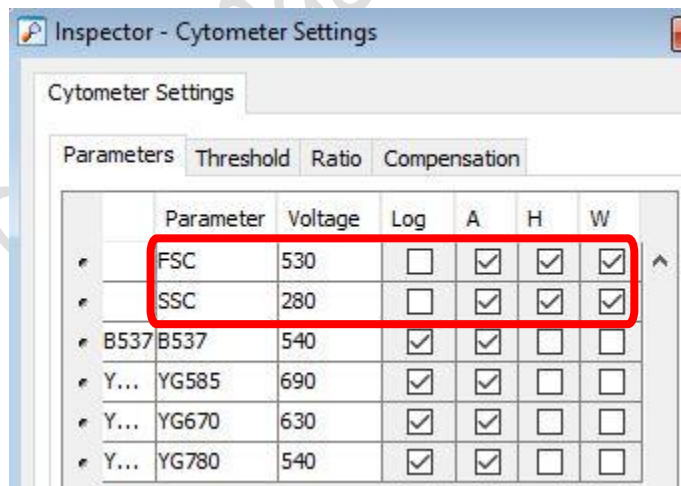 Inspector - Cytometer Settings
Cytometer Settings
Parameters Threshold Ratio Compensation
Parameter Voltage Log A H W
FSC 530
SSC 280
B537 B537 540
Y... YG585 690
Y... YG670 630
Y... YG780 540